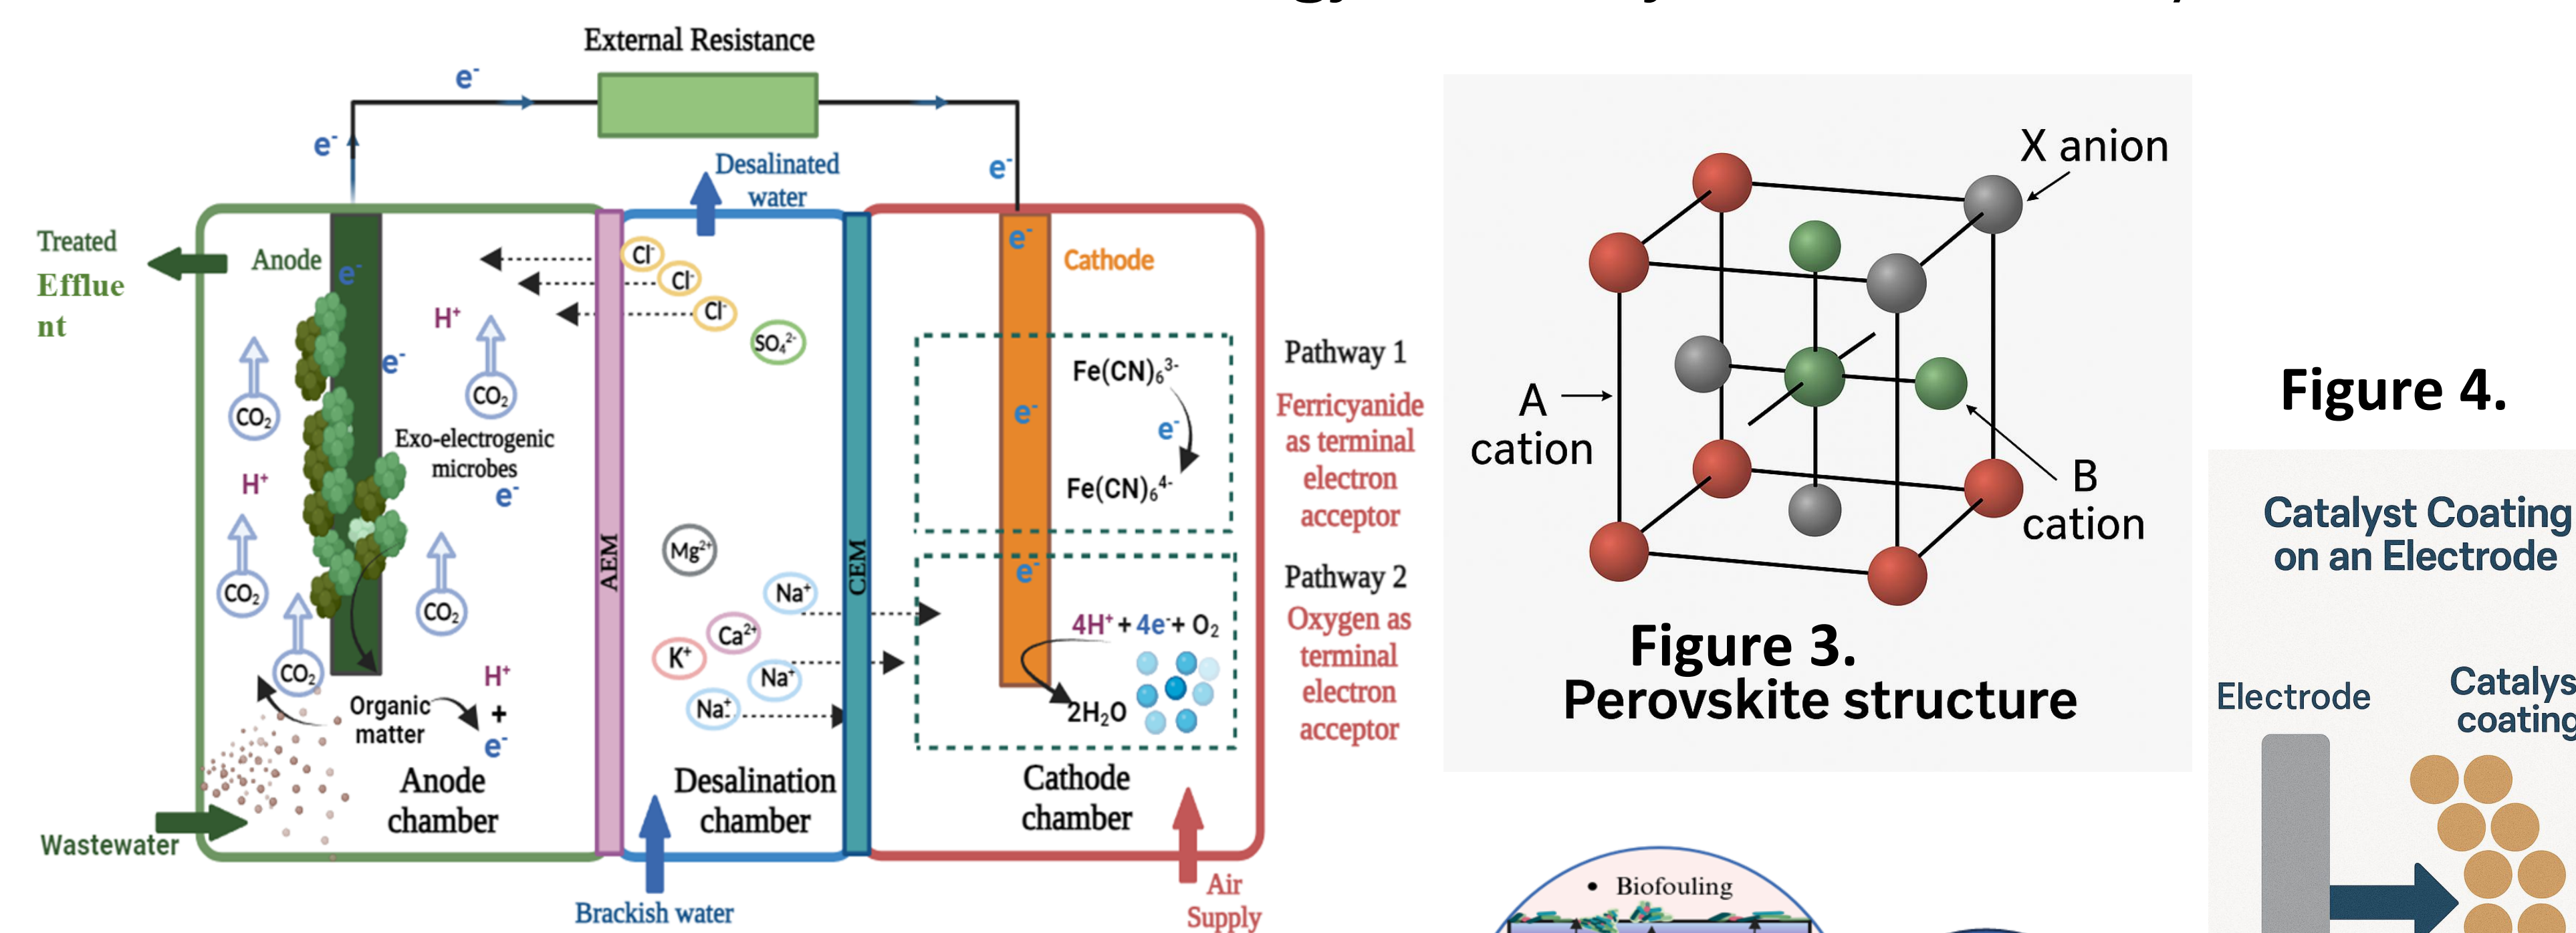 External Resistance
e⁻
e⁻
e⁻
Desalinated
water
Treated
Efflue
nt
Anode
e⁻
e⁻
H⁺
CO₂
CO₂
Exo-electrogenic
microbes
e⁻
H⁺
CO₂
CO₂
CO₂
Organic
matter
H⁺
+
e⁻
Anode
chamber
Wastewater
AEM
Cl⁻
Cl⁻
Cl⁻
SO₄²⁻
Mg²⁺
Na⁺
Ca²⁺
K⁺
Na⁺
Na⁺
Desalination
chamber
Brackish water
CEM
e⁻
Cathode
e⁻
Fe(CN)₆³⁻
e⁻
Fe(CN)₆⁴⁻
e⁻
4H⁺ + 4e⁻ + O₂
2H₂O
Cathode
chamber
Air
Supply
Pathway 1
Ferricyanide
as terminal
electron
acceptor
Pathway 2
Oxygen as
terminal
electron
acceptor
X anion
A
cation
B
cation
Figure 3.
Perovskite structure
• Biofouling
Figure 4.
Catalyst Coating
on an Electrode
Electrode
Catalys
coating